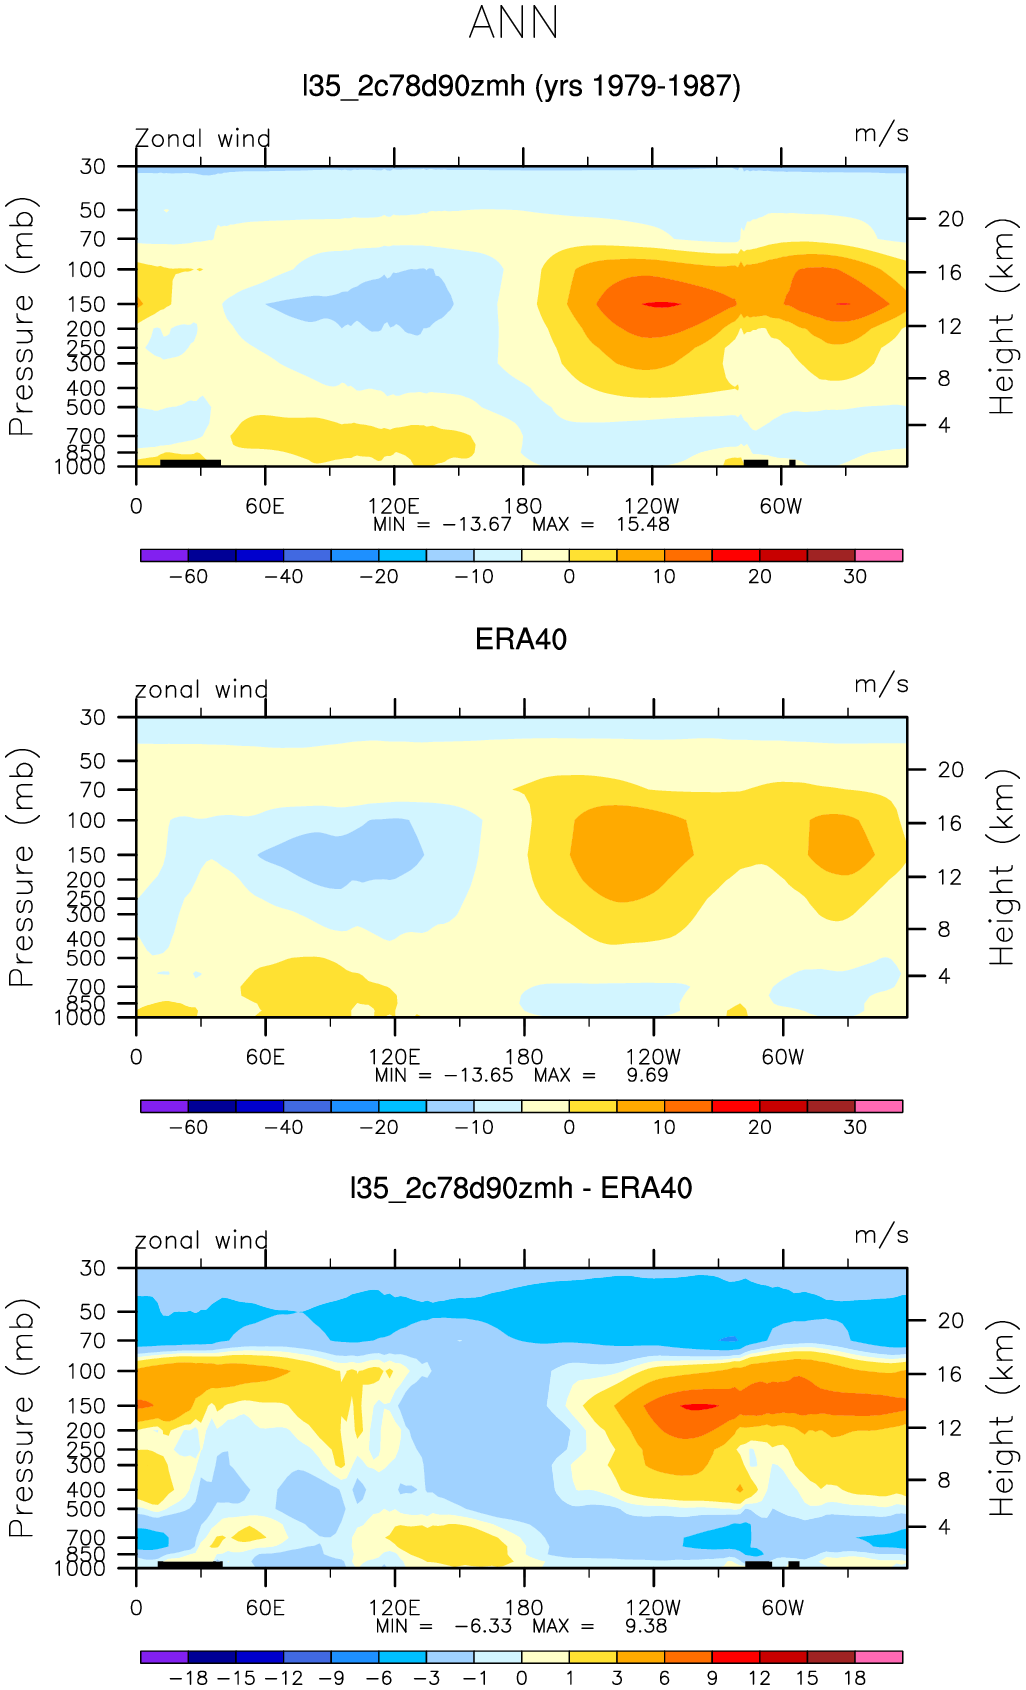 ANN
l35_2c78d90zmh (yrs 1979-1987)
Zonal wind m/s
30
50
70
100
150
200
250
300
400
500
700
850
1000
Pressure (mb)
20
16
12
8
4
Height (km)
0 60E 120E 180 120W 60W
MIN = -13.67 MAX = 15.48
-60 -40 -20 -10 0 10 20 30
ERA40
zonal wind m/s
30
50
70
100
150
200
250
300
400
500
700
850
1000
Pressure (mb)
20
16
12
8
4
Height (km)
0 60E 120E 180 120W 60W
MIN = -13.65 MAX = 9.69
-60 -40 -20 -10 0 10 20 30
l35_2c78d90zmh - ERA40
zonal wind m/s
30
50
70
100
150
200
250
300
400
500
700
850
1000
Pressure (mb)
20
16
12
8
4
Height (km)
0 60E 120E 180 120W 60W
MIN = -6.33 MAX = 9.38
-18 -15 -12 -9 -6 -3 -1 0 1 3 6 9 12 15 18